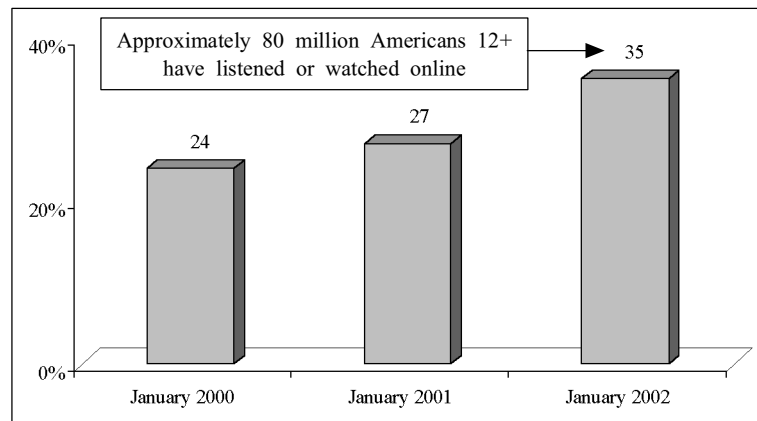 Approximately 80 million Americans 12+
have listened or watched online
40%
35
27
24
20%
0%
January 2000
January 2001
January 2002